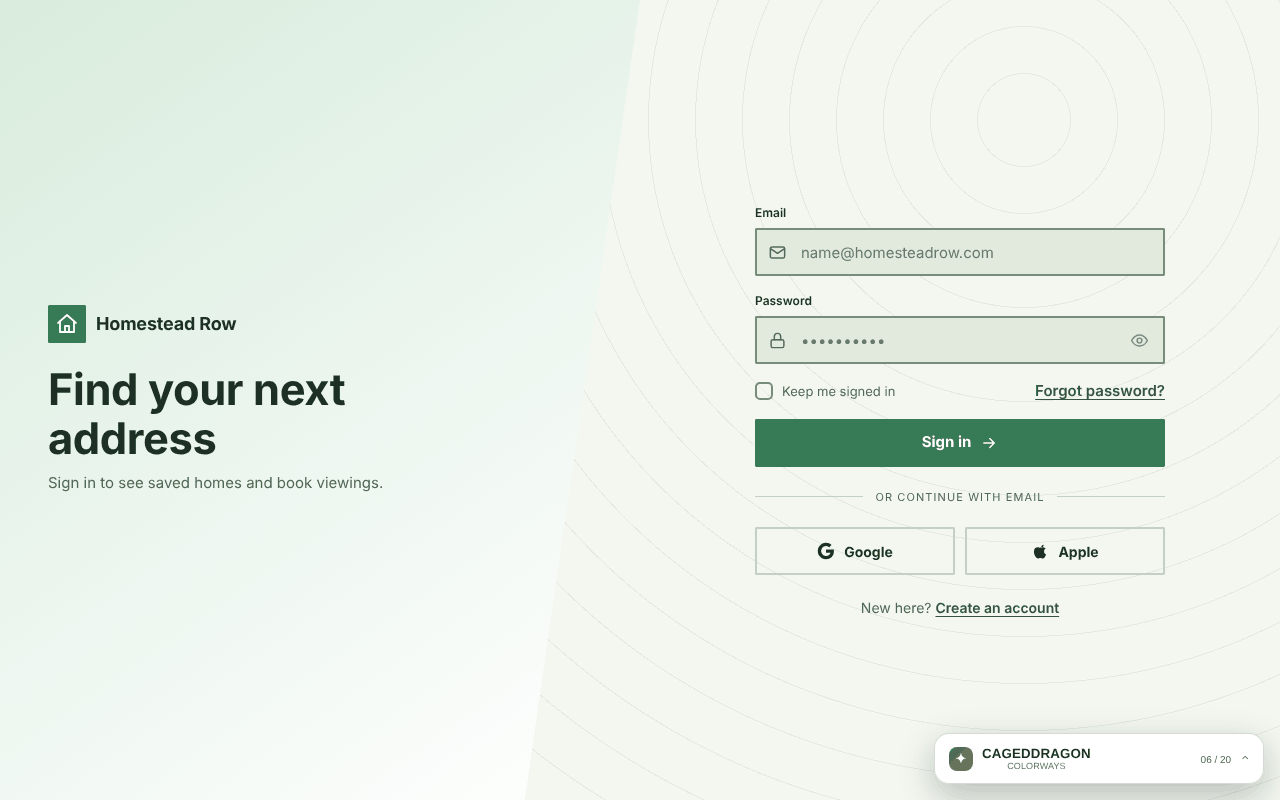 Homestead Row
Find your next
address
Sign in to see saved homes and book viewings.
Email
name@homesteadrow.com
Password
••••••••••
Keep me signed in
Forgot password?
Sign in →
OR CONTINUE WITH EMAIL
Google
Apple
New here? Create an account
CAGEDDRAGON
COLORWAYS
06 / 20